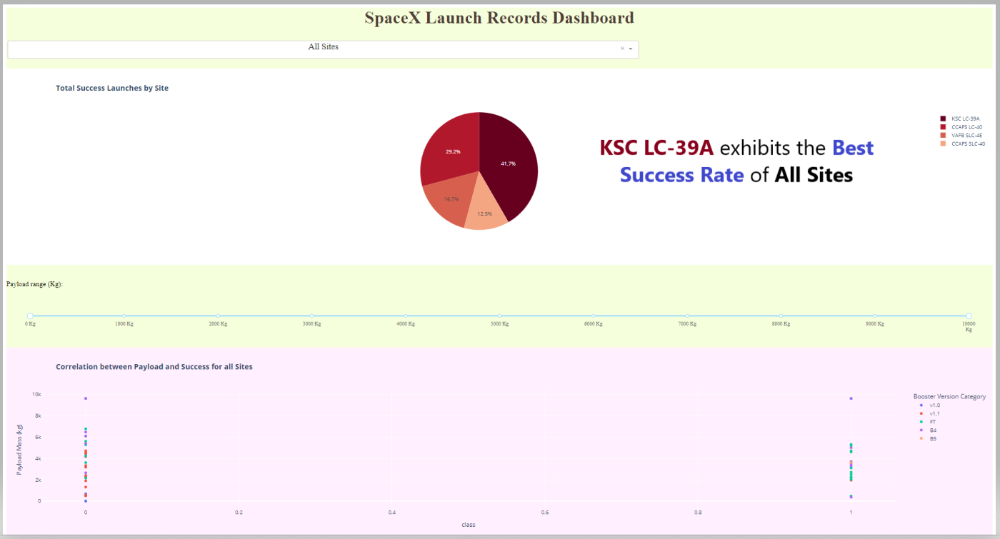 SpaceX Launch Records Dashboard
All Sites
×
Total Success Launches by Site
29.2%
41.7%
16.7%
12.5%
KSC LC-39A exhibits the Best
Success Rate of All Sites
KSC LC-39A
CCAFS LC-40
VAFB SLC-4E
CCAFS SLC-40
Payload range (Kg):
0 Kg 1000 Kg 2000 Kg 3000 Kg 4000 Kg 5000 Kg 6000 Kg 7000 Kg 8000 Kg 9000 Kg 10000
Kg
Correlation between Payload and Success for all Sites
Payload Mass (kg)
10k
8k
6k
4k
2k
0
0 0.2 0.4 0.6 0.8 1
class
Booster Version Category
v1.0
v1.1
FT
B4
B5